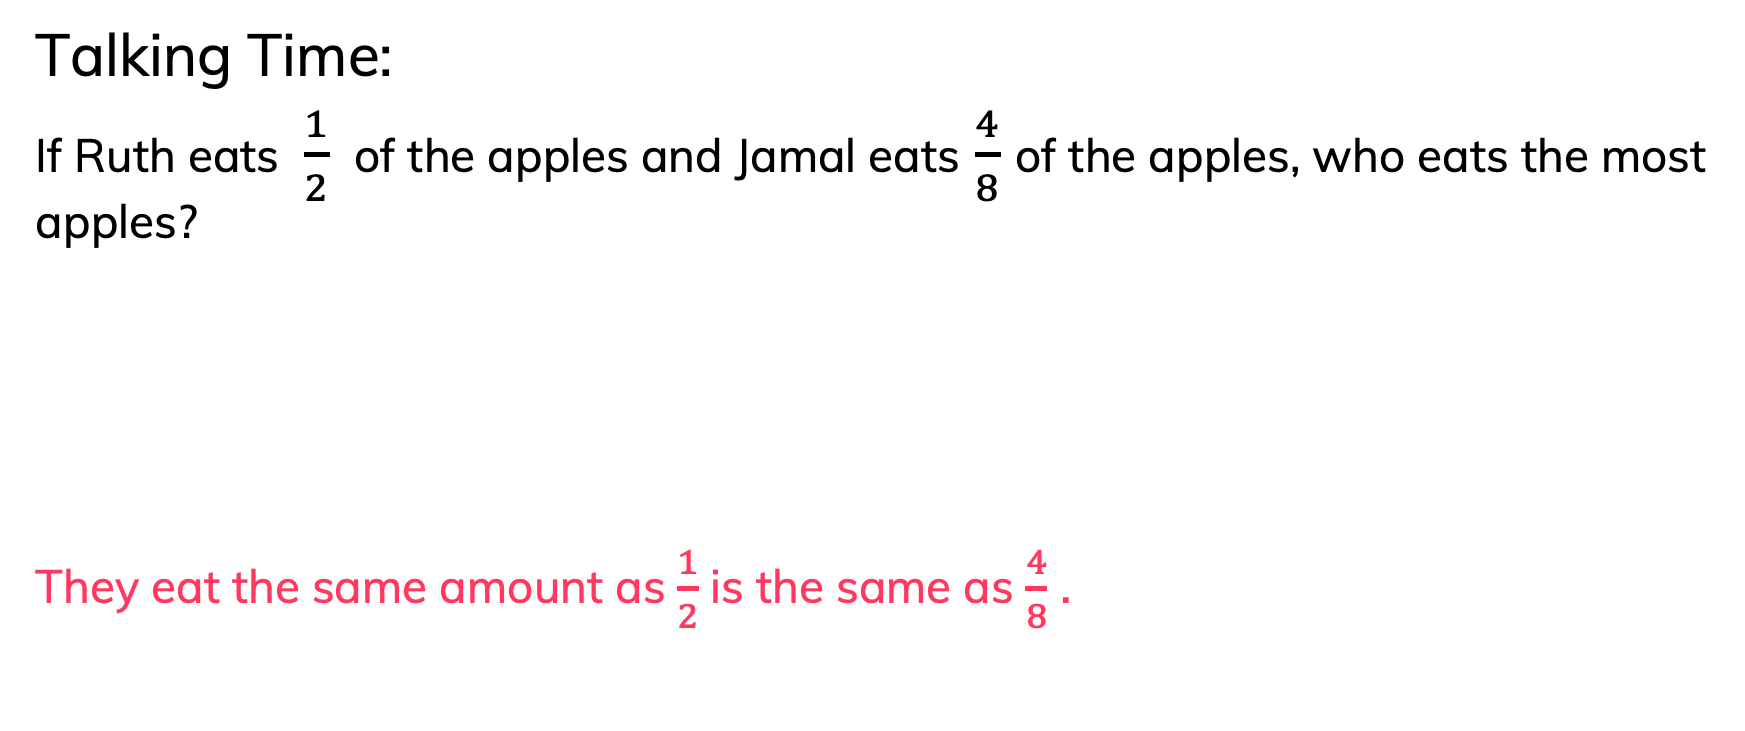 Talking Time:
If Ruth eats 1/2 of the apples and Jamal eats 4/8 of the apples, who eats the most
apples?
They eat the same amount as 1/2 is the same as 4/8 .